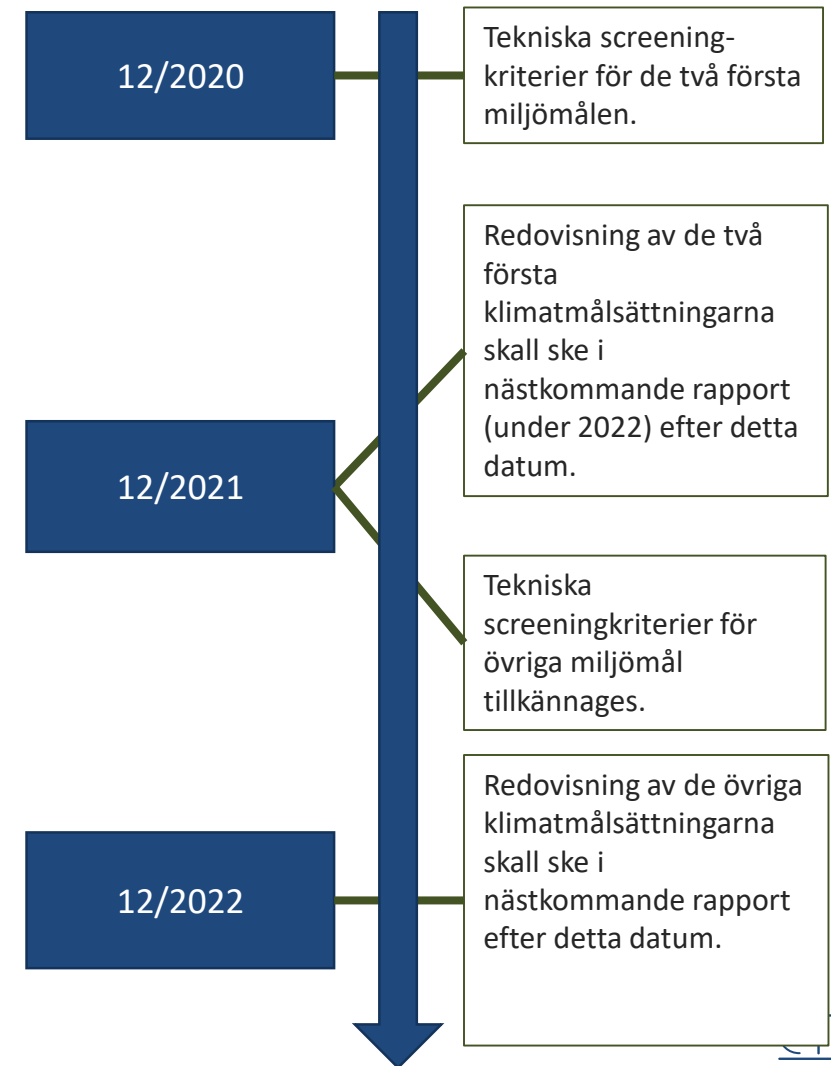 12/2020
Tekniska screening-
kriterier för de två första
miljömålen.
Redovisning av de två
första
klimatmålsättningarna
skall ske i
nästkommande rapport
(under 2022) efter detta
datum.
12/2021
Tekniska
screeningkriterier för
övriga miljömål
tillkännages.
Redovisning av de övriga
klimatmålsättningarna
skall ske i
nästkommande rapport
efter detta datum.
12/2022